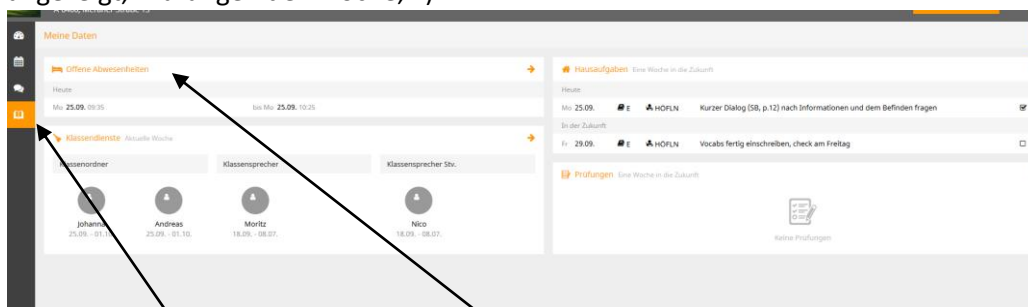 Meine Daten
Offene Abwesenheiten
Heute
Mo 25.09. 09:35 bis Mo 25.09. 10:25
Klassendienste Aktuelle Woche
Klassenordner Klassensprecher Klassensprecher Stv.
Johanna Andreas Moritz Nico
25.09. - 01.10. 25.09. - 01.10. 18.09. - 08.07. 18.09. - 08.07.
Hausaufgaben Eine Woche in die Zukunft
Heute
Mo 25.09. E HÖFLN Kurzer Dialog (SB, p.12) nach Informationen und dem Befinden fragen
In der Zukunft
Fr 29.09. E HÖFLN Vocabs fertig einschreiben, check am Freitag
Prüfungen Eine Woche in die Zukunft
Keine Prüfungen